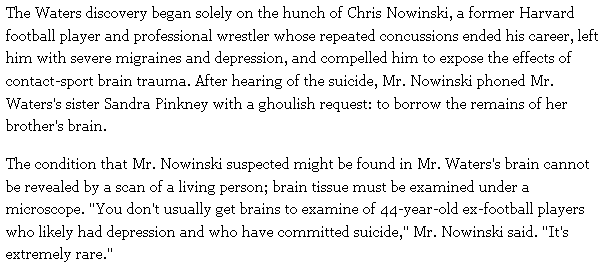 The Waters discovery began solely on the hunch of Chris Nowinski, a former Harvard
football player and professional wrestler whose repeated concussions ended his career, left
him with severe migraines and depression, and compelled him to expose the effects of
contact-sport brain trauma. After hearing of the suicide, Mr. Nowinski phoned Mr.
Waters's sister Sandra Pinkney with a ghoulish request: to borrow the remains of her
brother's brain.
The condition that Mr. Nowinski suspected might be found in Mr. Waters's brain cannot
be revealed by a scan of a living person; brain tissue must be examined under a
microscope. "You don't usually get brains to examine of 44-year-old ex-football players
who likely had depression and who have committed suicide," Mr. Nowinski said. "It's
extremely rare."